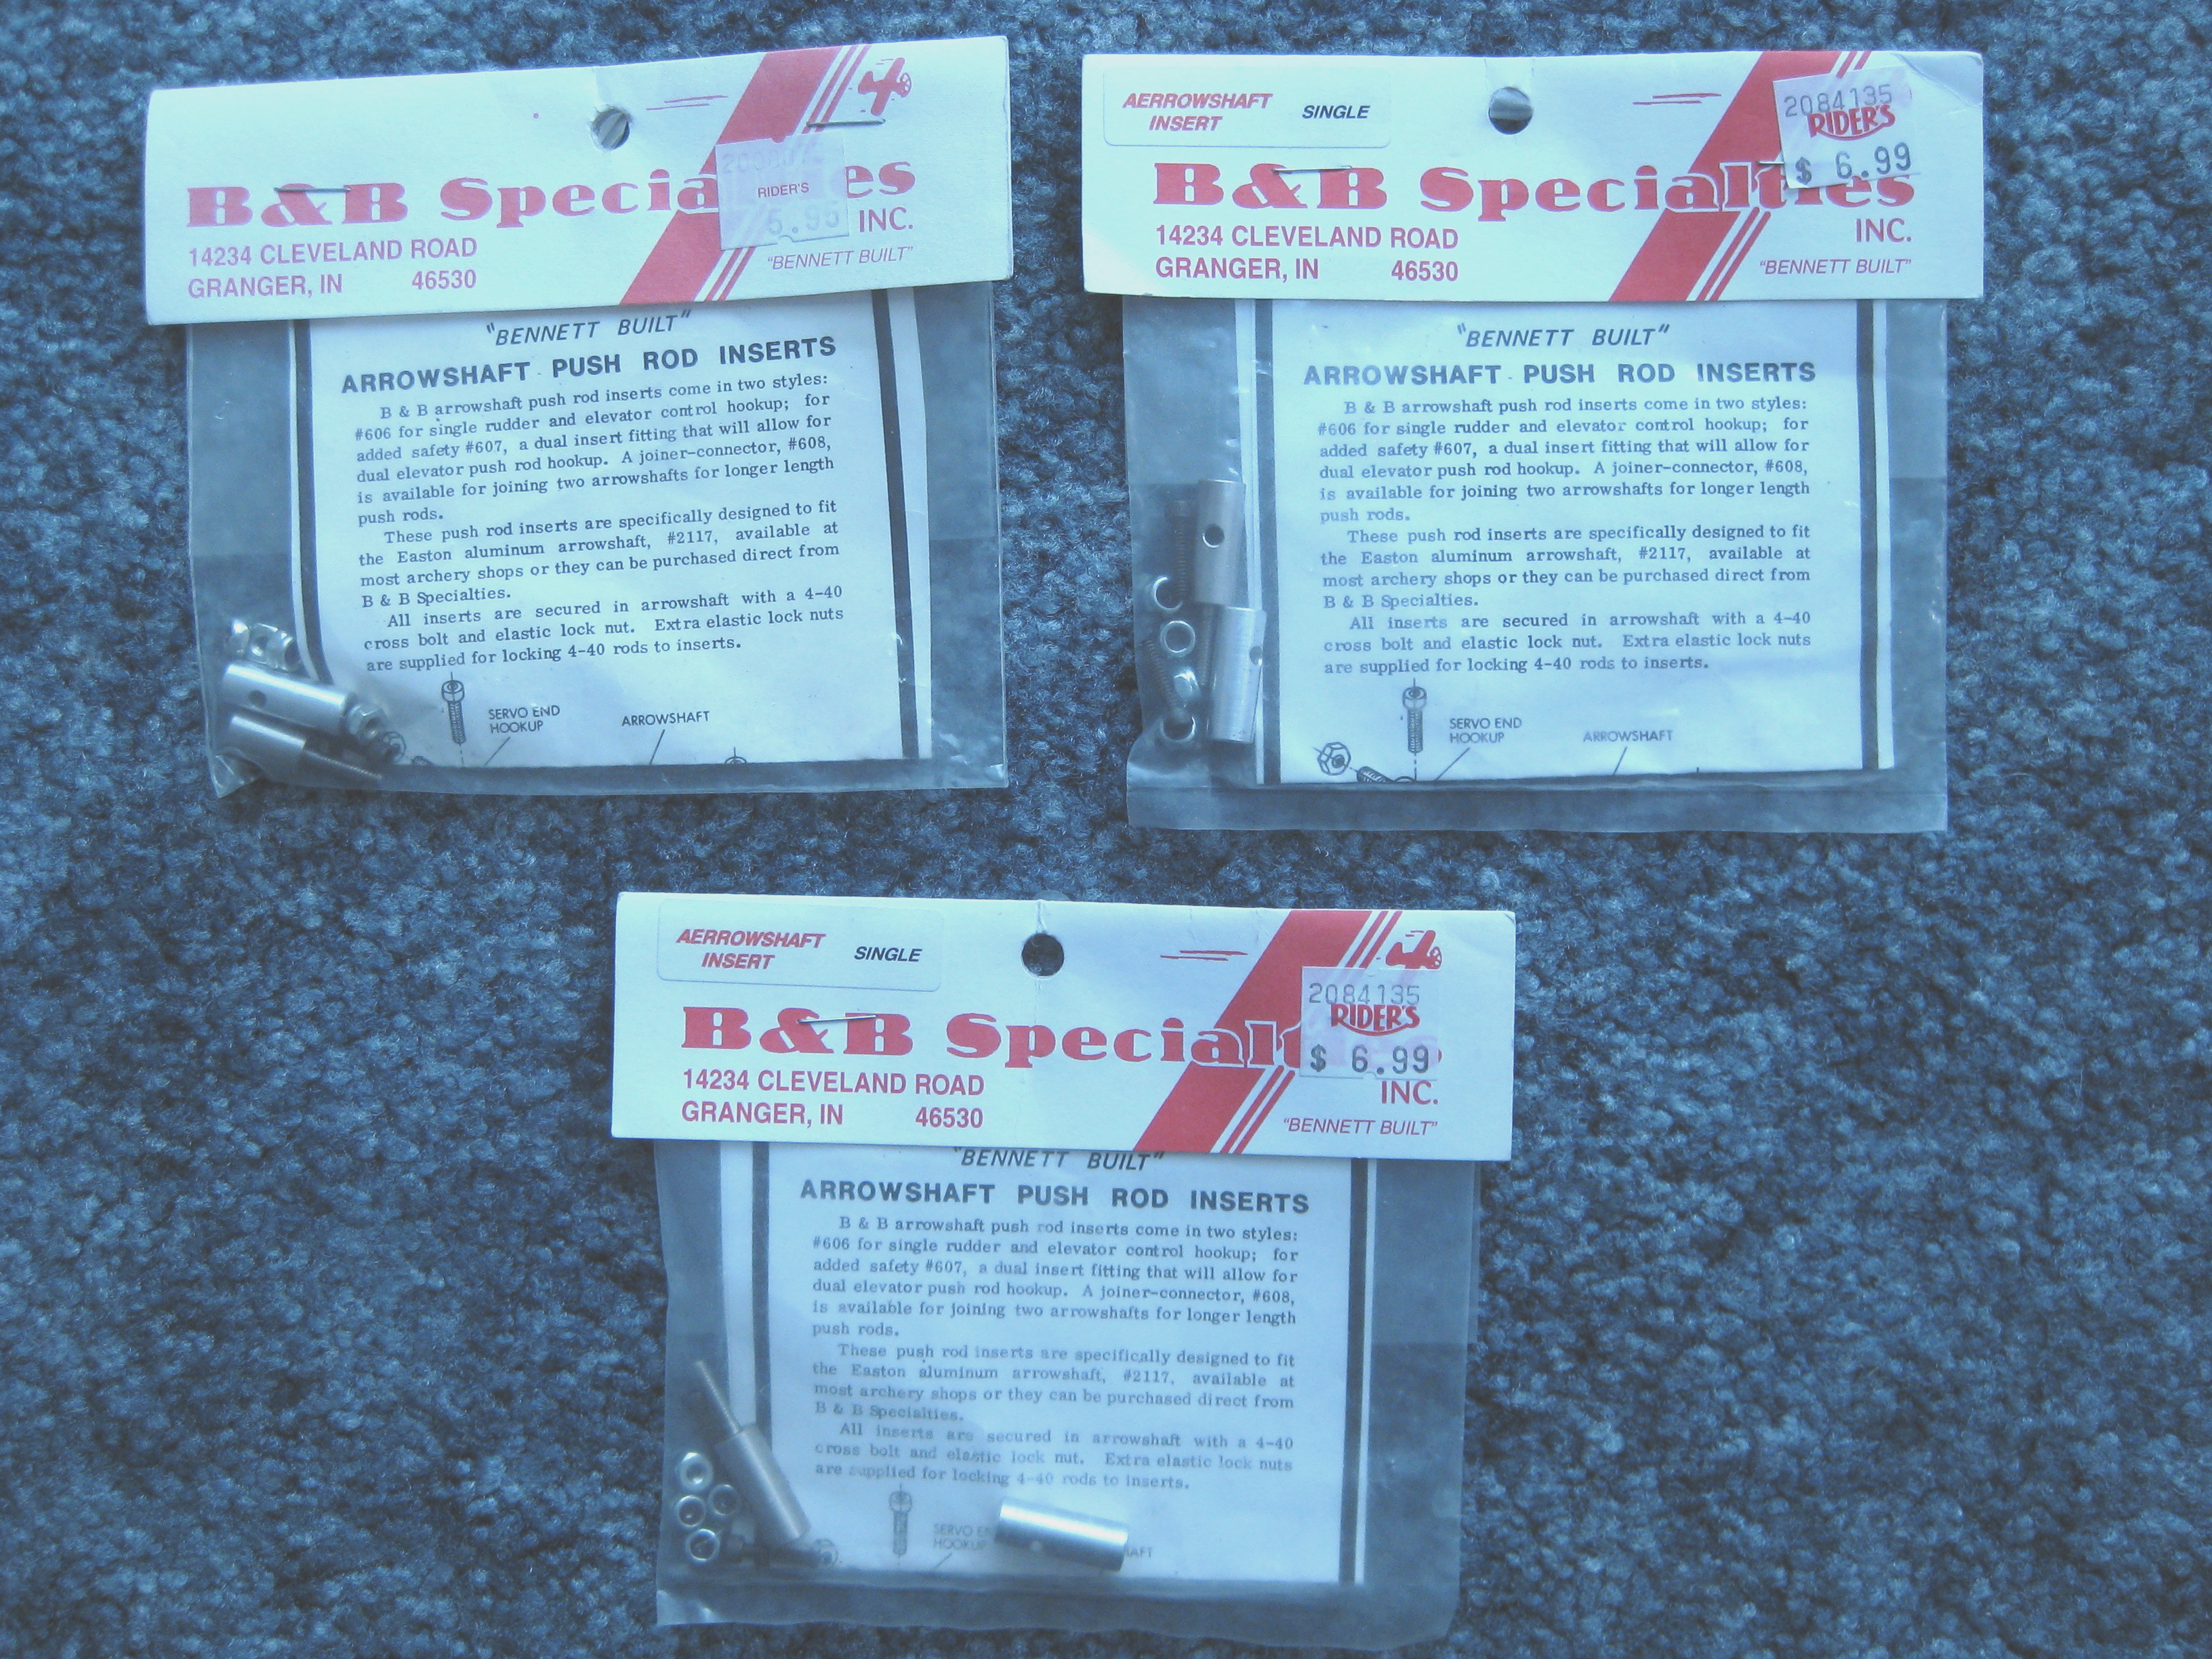 RIDER'S
5.95
B&B Specia es
INC.
14234 CLEVELAND ROAD
GRANGER, IN 46530
"BENNETT BUILT"
"BENNETT BUILT"
ARROWSHAFT PUSH ROD INSERTS
B & B arrowshaft push rod inserts come in two styles:
#606 for single rudder and elevator control hookup; for
added safety #607, a dual insert fitting that will allow for
dual elevator push rod hookup. A joiner-connector, #608,
is available for joining two arrowshafts for longer length
push rods.
These push rod inserts are specifically designed to fit
the Easton aluminum arrowshaft, #2117, available at
most archery shops or they can be purchased direct from
B & B Specialties.
All inserts are secured in arrowshaft with a 4-40
cross bolt and elastic lock nut. Extra elastic lock nuts
are supplied for locking 4-40 rods to inserts.
SERVO END
HOOKUP
ARROWSHAFT
AERROWSHAFT
INSERT
SINGLE
2084135
RIDER'S
$ 6.99
B&B Specialties
INC.
14234 CLEVELAND ROAD
GRANGER, IN 46530
"BENNETT BUILT"
"BENNETT BUILT"
ARROWSHAFT PUSH ROD INSERTS
B & B arrowshaft push rod inserts come in two styles:
#606 for single rudder and elevator control hookup; for
added safety #607, a dual insert fitting that will allow for
dual elevator push rod hookup. A joiner-connector, #608,
is available for joining two arrowshafts for longer length
push rods.
These push rod inserts are specifically designed to fit
the Easton aluminum arrowshaft, #2117, available at
most archery shops or they can be purchased direct from
B & B Specialties.
All inserts are secured in arrowshaft with a 4-40
cross bolt and elastic lock nut. Extra elastic lock nuts
are supplied for locking 4-40 rods to inserts.
SERVO END
HOOKUP
ARROWSHAFT
AERROWSHAFT
INSERT
SINGLE
2084135
RIDER'S
$ 6.99
B&B Specialt
INC.
14234 CLEVELAND ROAD
GRANGER, IN 46530
"BENNETT BUILT"
"BENNETT BUILT"
ARROWSHAFT PUSH ROD INSERTS
B & B arrowshaft push rod inserts come in two styles:
#606 for single rudder and elevator control hookup; for
added safety #607, a dual insert fitting that will allow for
dual elevator push rod hookup. A joiner-connector, #608,
is available for joining two arrowshafts for longer length
push rods.
These push rod inserts are specifically designed to fit
the Easton aluminum arrowshaft, #2117, available at
most archery shops or they can be purchased direct from
B & B Specialties.
All inserts are secured in arrowshaft with a 4-40
cross bolt and elastic lock nut. Extra elastic lock nuts
are supplied for locking 4-40 rods to inserts.
SERVO EN
HOOKUP
AFT